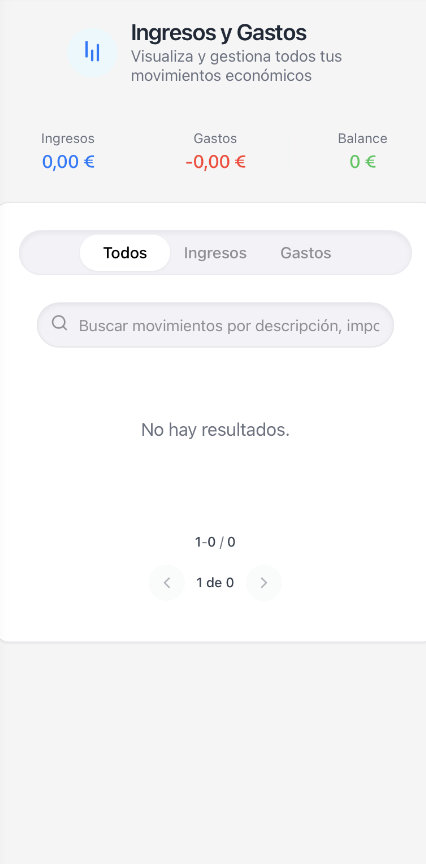 Ingresos y Gastos
Visualiza y gestiona todos tus
movimientos económicos
Ingresos Gastos Balance
0,00 € -0,00 € 0 €
Todos Ingresos Gastos
Buscar movimientos por descripción, impo
No hay resultados.
1-0 / 0
1 de 0